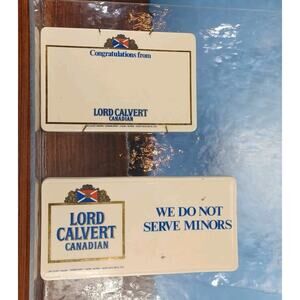 Congratulations from
LORD CALVERT
CANADIAN
LORD
CALVERT
CANADIAN
WE DO NOT
SERVE MINORS